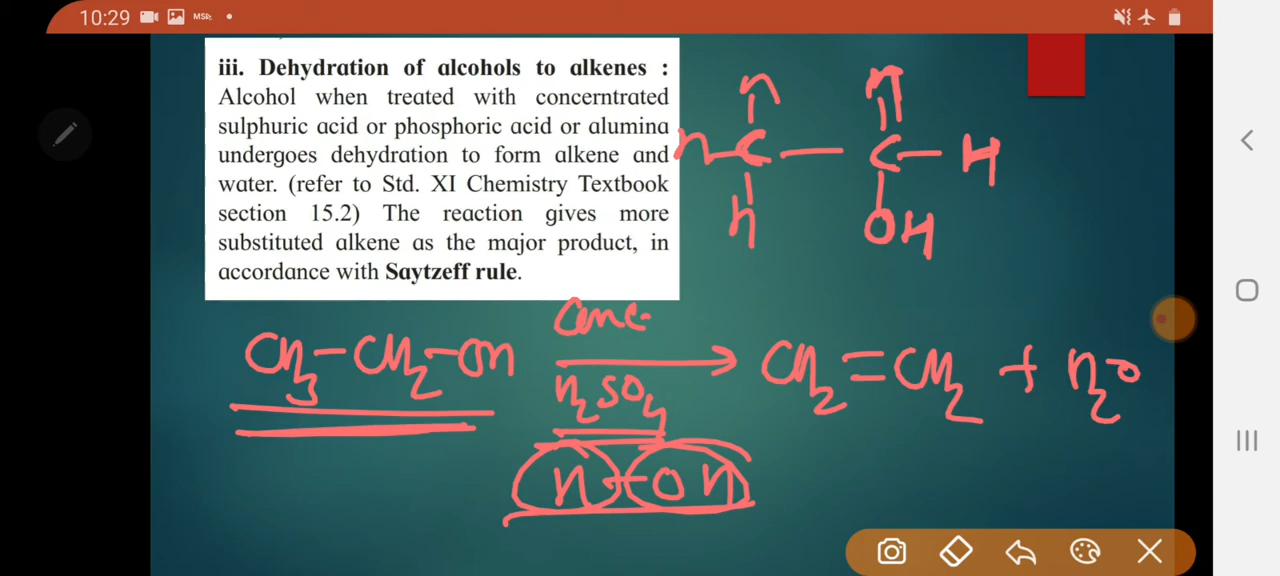 10:29
iii. Dehydration of alcohols to alkenes :
Alcohol when treated with concerntrated
sulphuric acid or phosphoric acid or alumina
undergoes dehydration to form alkene and
water. (refer to Std. XI Chemistry Textbook
section 15.2) The reaction gives more
substituted alkene as the major product, in
accordance with Saytzeff rule.
H H
H C C H
H OH
Conc.
CH3-CH2-OH → CH2=CH2 + H2O
H2SO4
H+OH